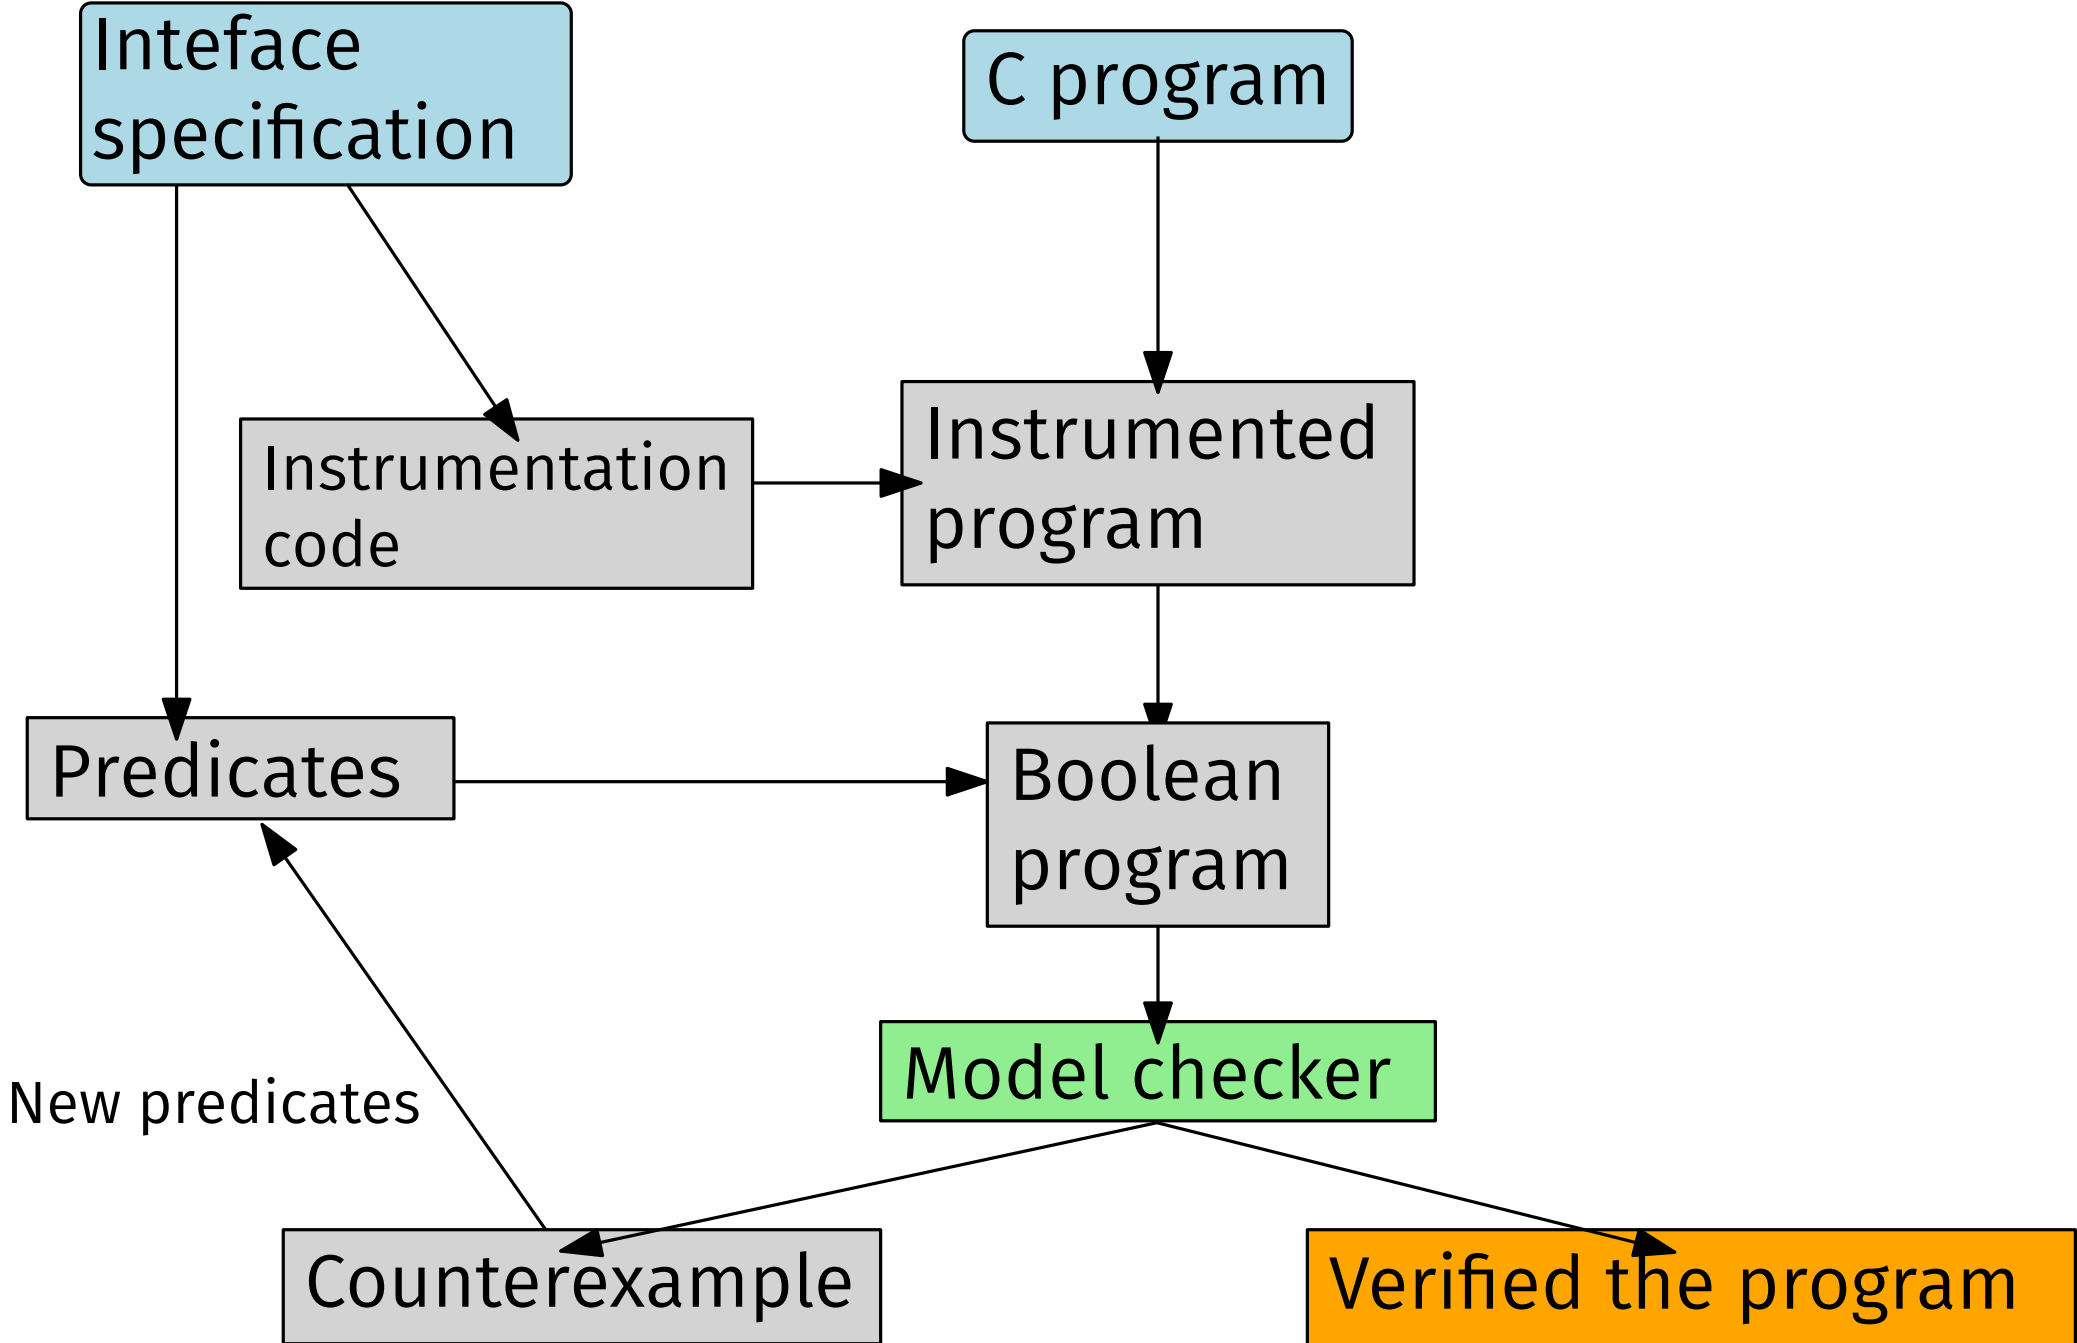 Inteface
specification
C program
Instrumentation
code
Instrumented
program
Predicates
Boolean
program
Model checker
New predicates
Counterexample
Verified the program